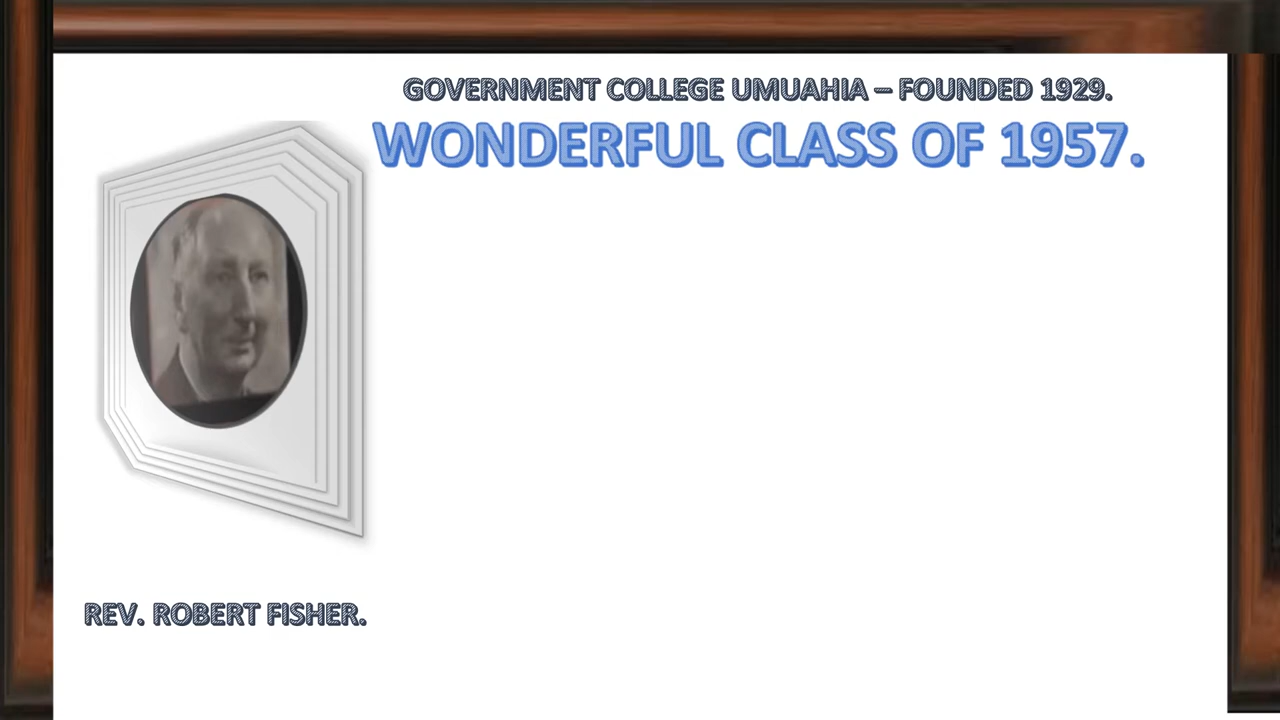 GOVERNMENT COLLEGE UMUAHIA – FOUNDED 1929.
WONDERFUL CLASS OF 1957.
REV. ROBERT FISHER.